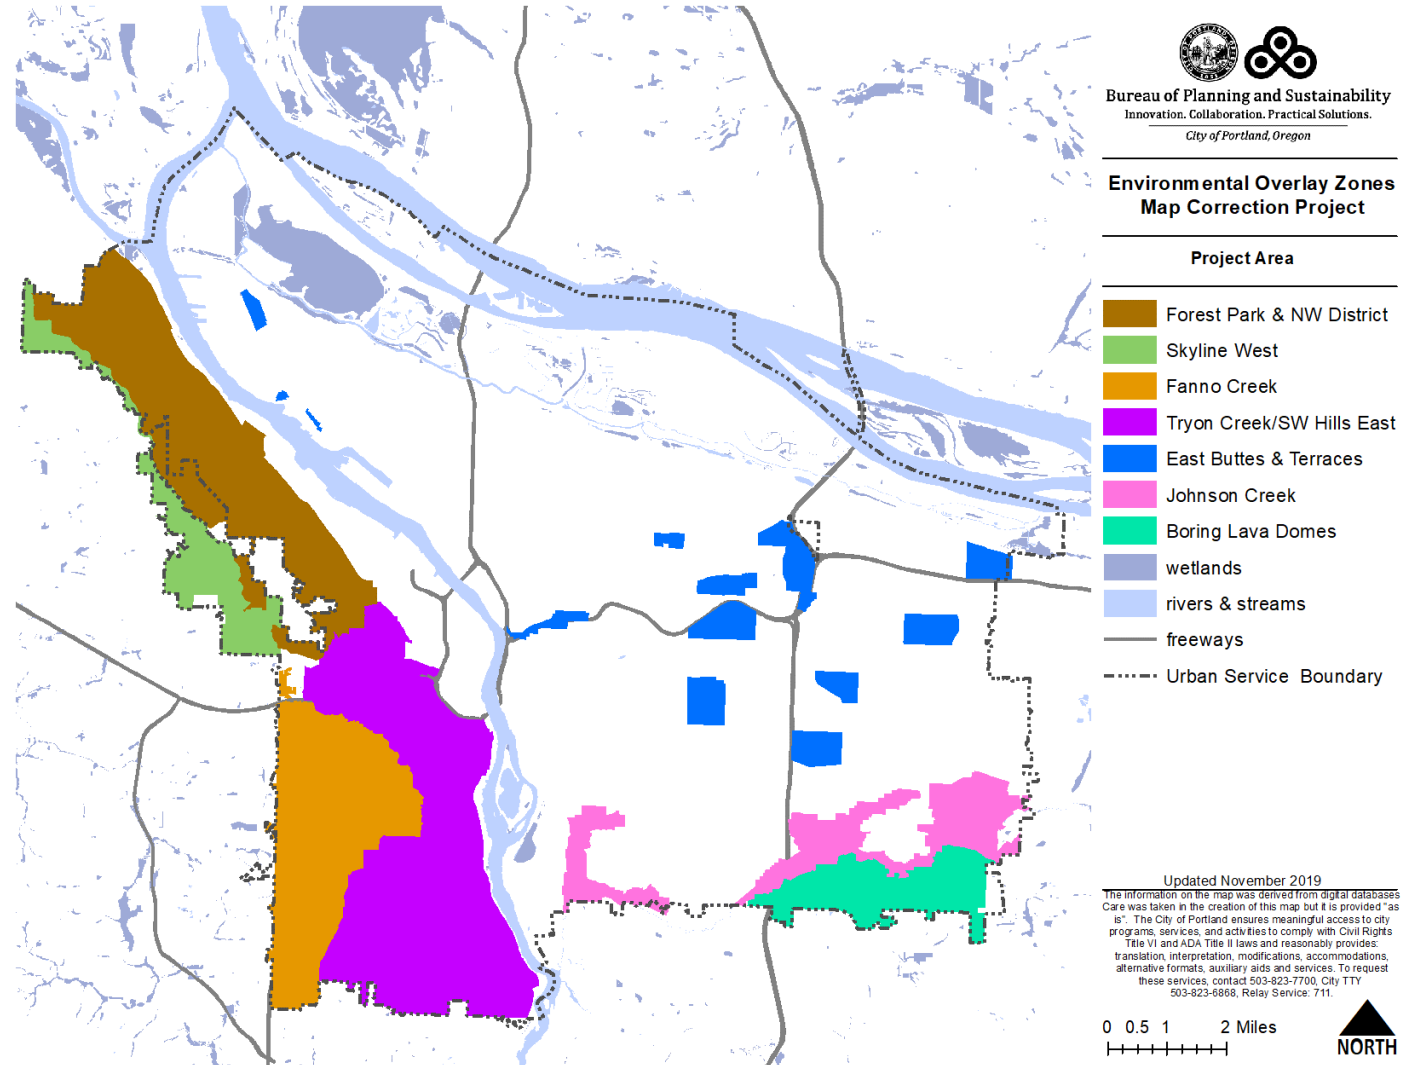 Bureau of Planning and Sustainability
Innovation. Collaboration. Practical Solutions.
City of Portland, Oregon
Environmental Overlay Zones
Map Correction Project
Project Area
Forest Park & NW District
Skyline West
Fanno Creek
Tryon Creek/SW Hills East
East Buttes & Terraces
Johnson Creek
Boring Lava Domes
wetlands
rivers & streams
freeways
Urban Service Boundary
Updated November 2019
The information on the map was derived from digital databases
Care was taken in the creation of this map but it is provided "as
is". The City of Portland ensures meaningful access to city
programs, services, and activities to comply with Civil Rights
Title VI and ADA Title II laws and reasonably provides:
translation, interpretation, modifications, accommodations,
alternative formats, auxiliary aids and services. To request
these services, contact 503-823-7700, City TTY
503-823-6868, Relay Service: 711.
0 0.5 1 2 Miles
NORTH